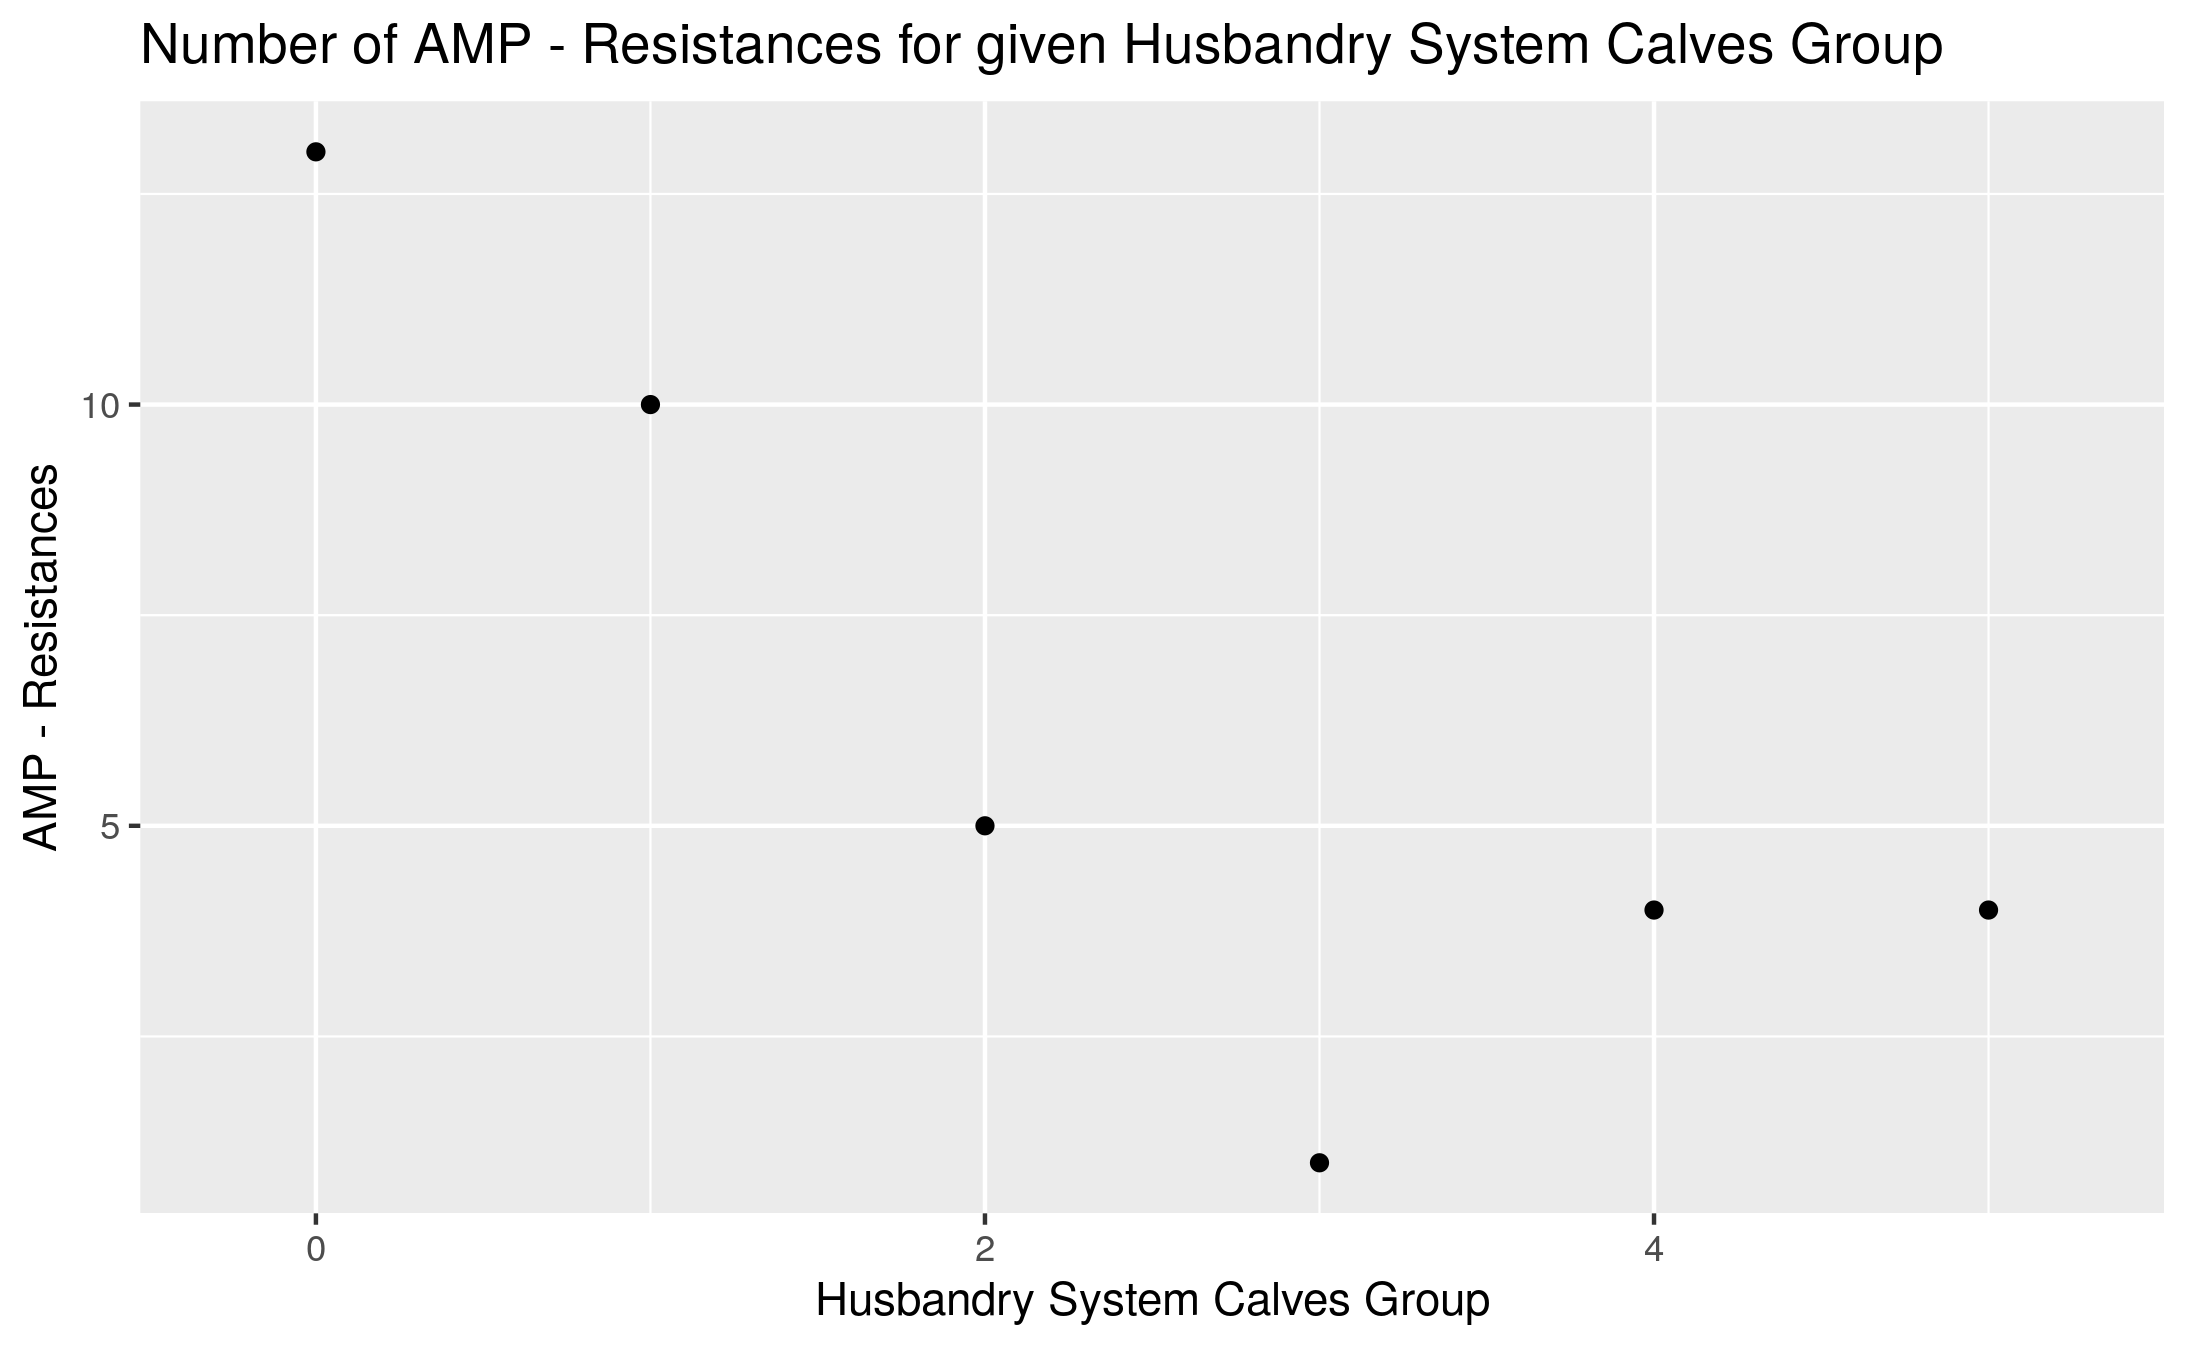 Number of AMP - Resistances for given Husbandry System Calves Group
AMP - Resistances
10
5
0 2 4
Husbandry System Calves Group